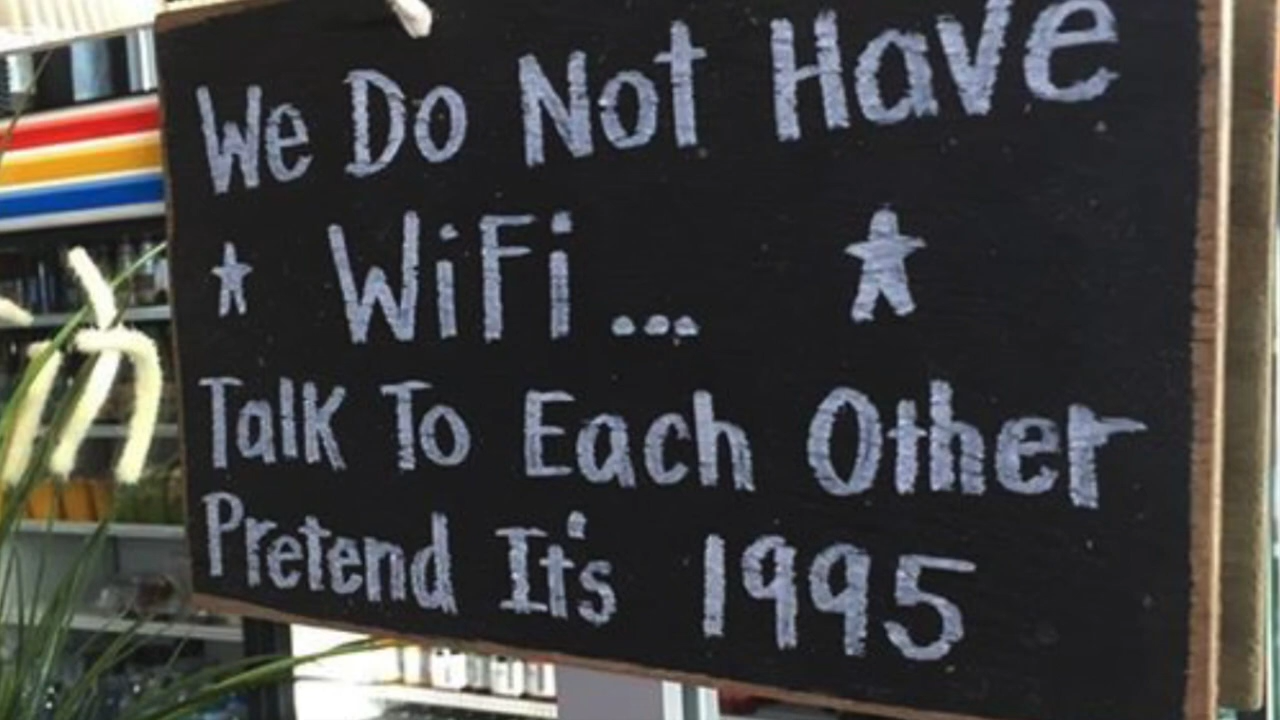 We Do Not Have
WiFi...
Talk To Each Other
Pretend It's 1995